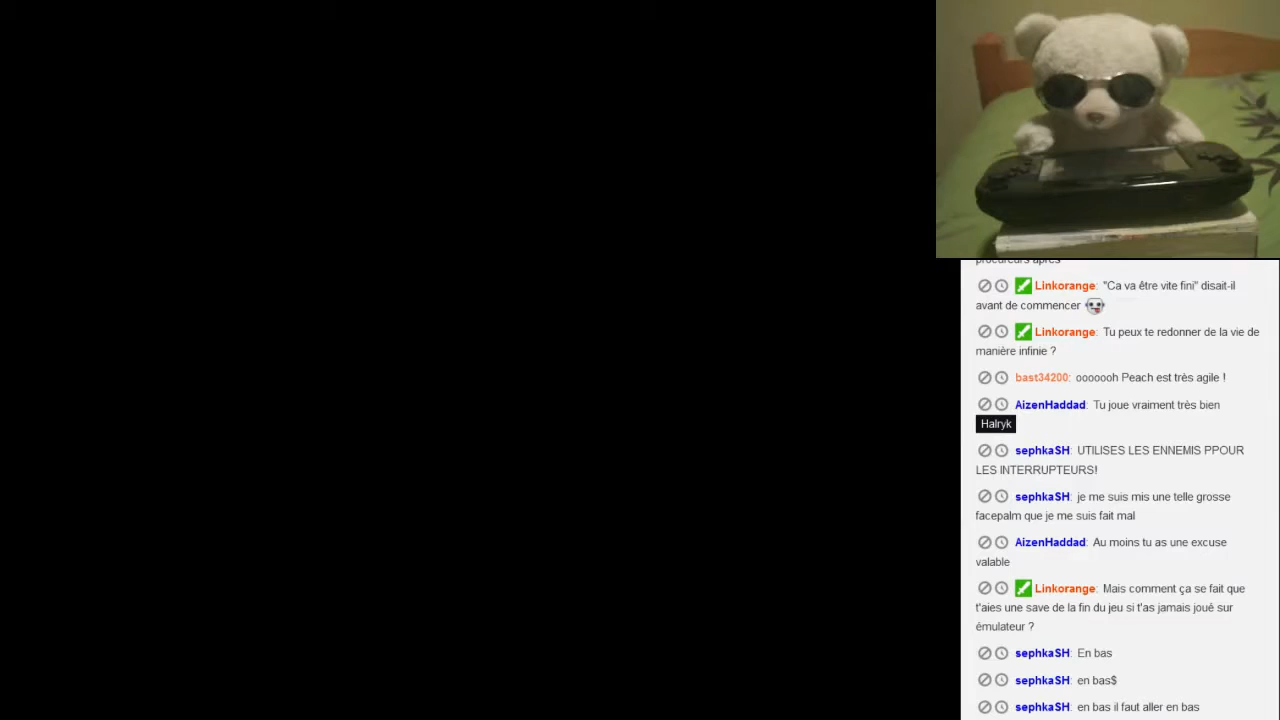 procureurs après
Linkorange: "Ca va être vite fini" disait-il
avant de commencer
Linkorange: Tu peux te redonner de la vie de
manière infinie ?
bast34200: ooooooh Peach est très agile !
AizenHaddad: Tu joue vraiment très bien
Halryk
sephkaSH: UTILISES LES ENNEMIS PPOUR
LES INTERRUPTEURS!
sephkaSH: je me suis mis une telle grosse
facepalm que je me suis fait mal
AizenHaddad: Au moins tu as une excuse
valable
Linkorange: Mais comment ça se fait que
t'aies une save de la fin du jeu si t'as jamais joué sur
émulateur ?
sephkaSH: En bas
sephkaSH: en bas$
sephkaSH: en bas il faut aller en bas